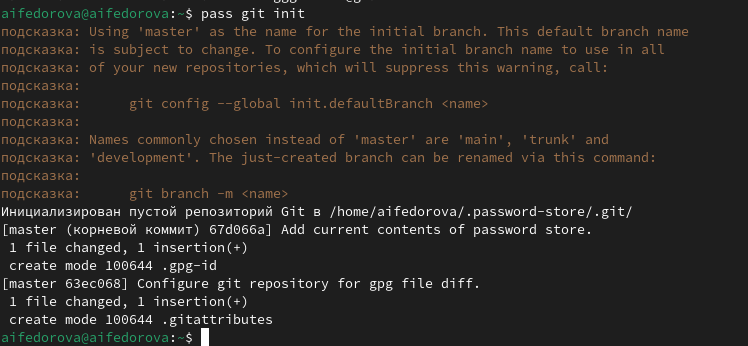 aifedorova@aifedorova:~$ pass git init
подсказка: Using 'master' as the name for the initial branch. This default branch name
подсказка: is subject to change. To configure the initial branch name to use in all
подсказка: of your new repositories, which will suppress this warning, call:
подсказка:
подсказка:      git config --global init.defaultBranch <name>
подсказка:
подсказка: Names commonly chosen instead of 'master' are 'main', 'trunk' and
подсказка: 'development'. The just-created branch can be renamed via this command:
подсказка:
подсказка:      git branch -m <name>
Инициализирован пустой репозиторий Git в /home/aifedorova/.password-store/.git/
[master (корневой коммит) 67d066a] Add current contents of password store.
 1 file changed, 1 insertion(+)
 create mode 100644 .gpg-id
[master 63ec068] Configure git repository for gpg file diff.
 1 file changed, 1 insertion(+)
 create mode 100644 .gitattributes
aifedorova@aifedorova:~$